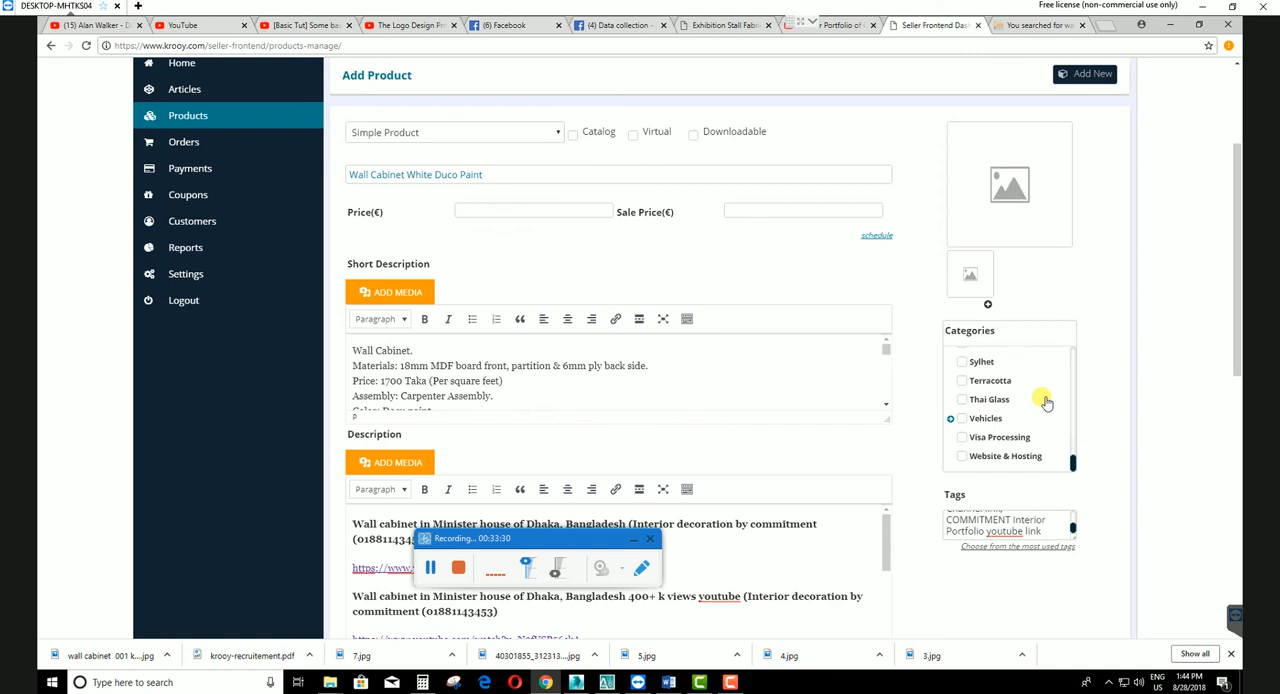 DESKTOP-MHTKS04
Free license (non-commercial use only)
(15) Alan Walker - D
YouTube
[Basic Tut] Some ba
The Logo Design Pr
(6) Facebook
(4) Data collection -
Exhibition Stall Fabric
r Portfolio of C
Seller Frontend Das
You searched for wa
https://www.krooy.com/seller-frontend/products-manage/
Home
Articles
Products
Orders
Payments
Coupons
Customers
Reports
Settings
Logout
Add Product
Add New
Simple Product
Catalog
Virtual
Downloadable
Wall Cabinet White Duco Paint
Price(€)
Sale Price(€)
schedule
Short Description
ADD MEDIA
Paragraph
Wall Cabinet.
Materials: 18mm MDF board front, partition & 6mm ply back side.
Price: 1700 Taka (Per square feet)
Assembly: Carpenter Assembly.
P
Description
ADD MEDIA
Paragraph
Wall cabinet in Minister house of Dhaka, Bangladesh (Interior decoration by commitment
(0188114345
https://www.
Wall cabinet in Minister house of Dhaka, Bangladesh 400+ k views youtube (Interior decoration by
commitment (01881143453)
Recording... 00:33:30
Categories
Sylhet
Terracotta
Thai Glass
Vehicles
Visa Processing
Website & Hosting
Tags
COMMITMENT Interior
Portfolio youtube link
Choose from the most used tags
wall cabinet 001 k....jpg
krooy-recruitement.pdf
7.jpg
40301855_312313....jpg
5.jpg
4.jpg
3.jpg
Show all
Type here to search
ENG
US
1:44 PM
8/28/2018